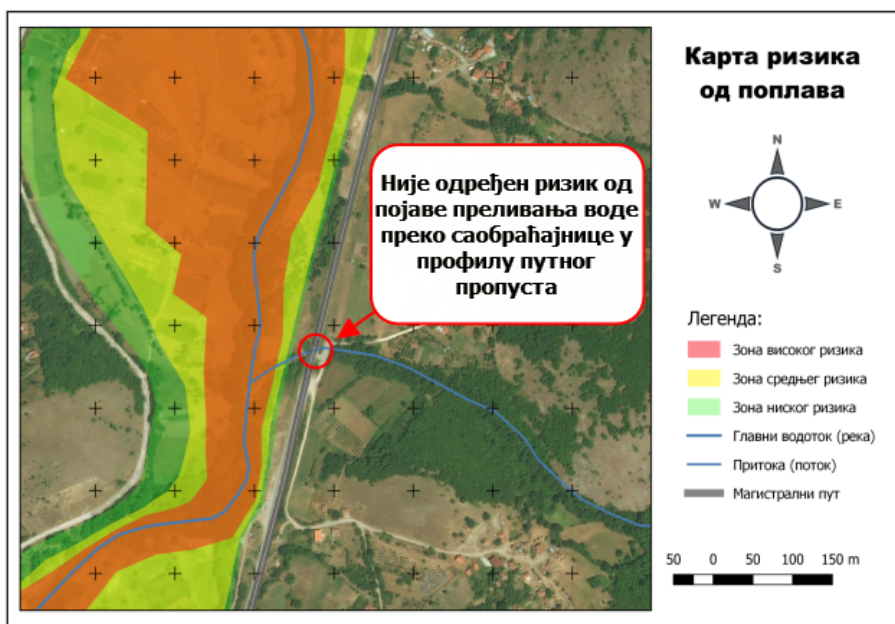 Карта ризика
од поплава
Није одређен ризик од
појаве преливања воде
преко саобраћајнице у
профилу путног
пропуста
N
W
E
S
Легенда:
Зона високог ризика
Зона средњег ризика
Зона ниског ризика
Главни водоток (река)
Притока (поток)
Магистрални пут
50 0 50 100 150 m